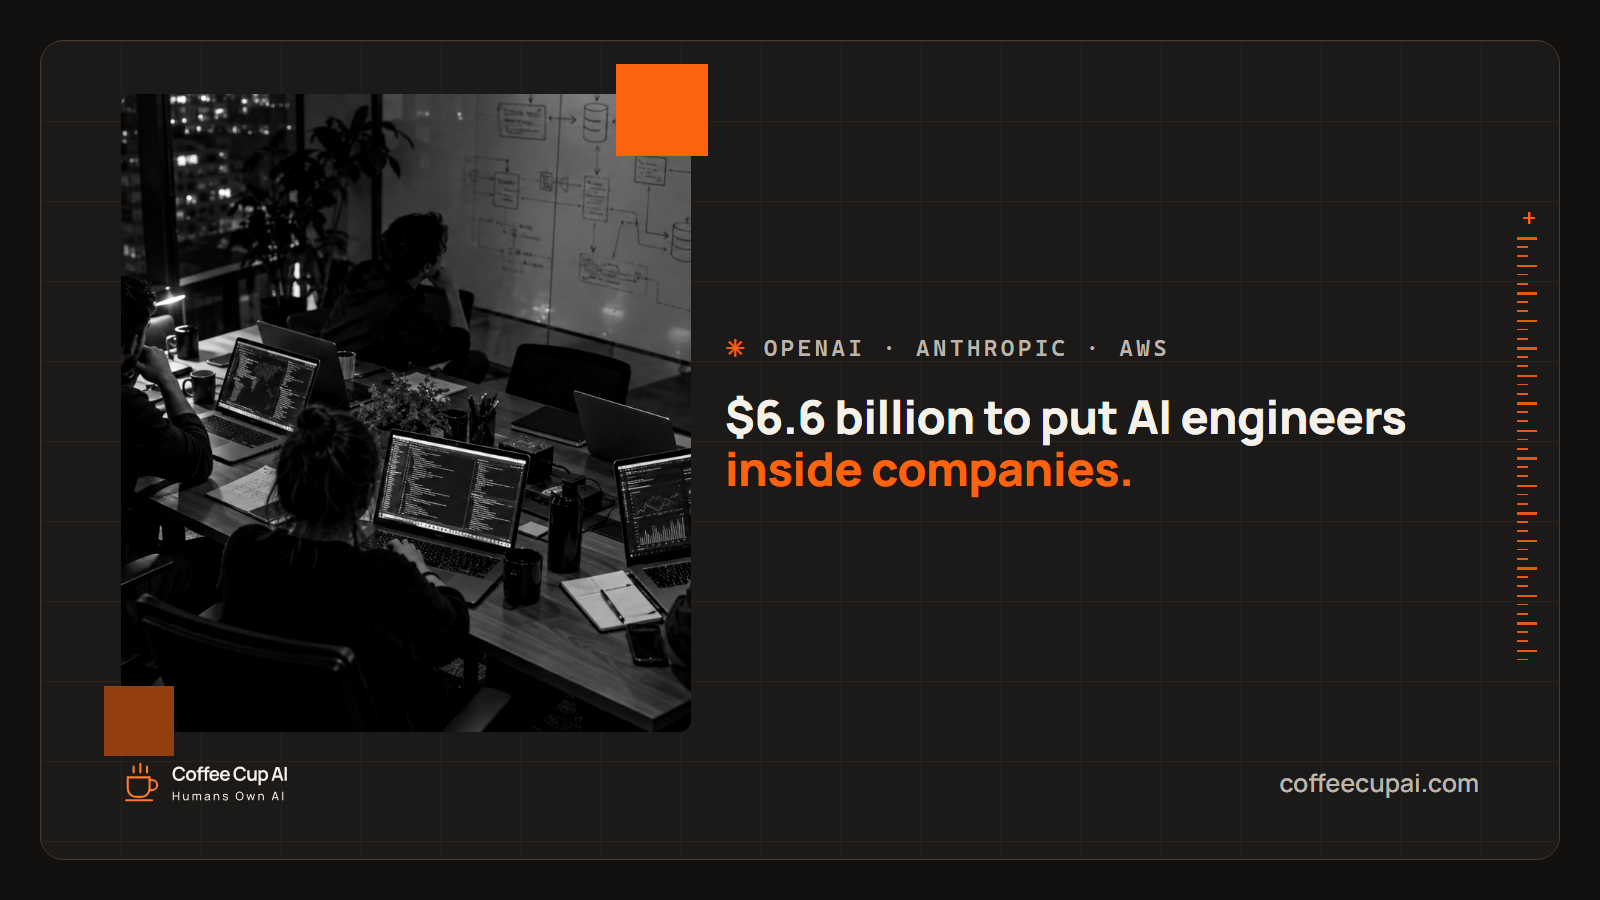 ✳ OPENAI · ANTHROPIC · AWS
$6.6 billion to put AI engineers
inside companies.
Coffee Cup AI
Humans Own AI
coffeecupai.com